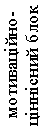 мотиваційно-
ціннісний блок